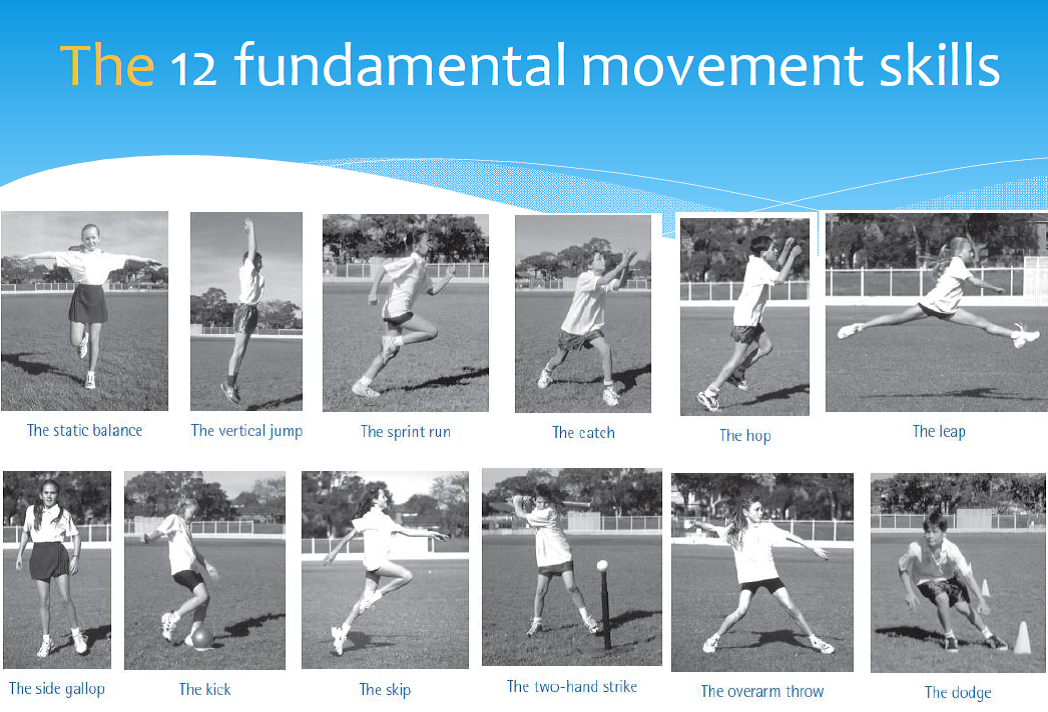 The 12 fundamental movement skills
The static balance
The vertical jump
The sprint run
The catch
The hop
The leap
The side gallop
The kick
The skip
The two-hand strike
The overarm throw
The dodge